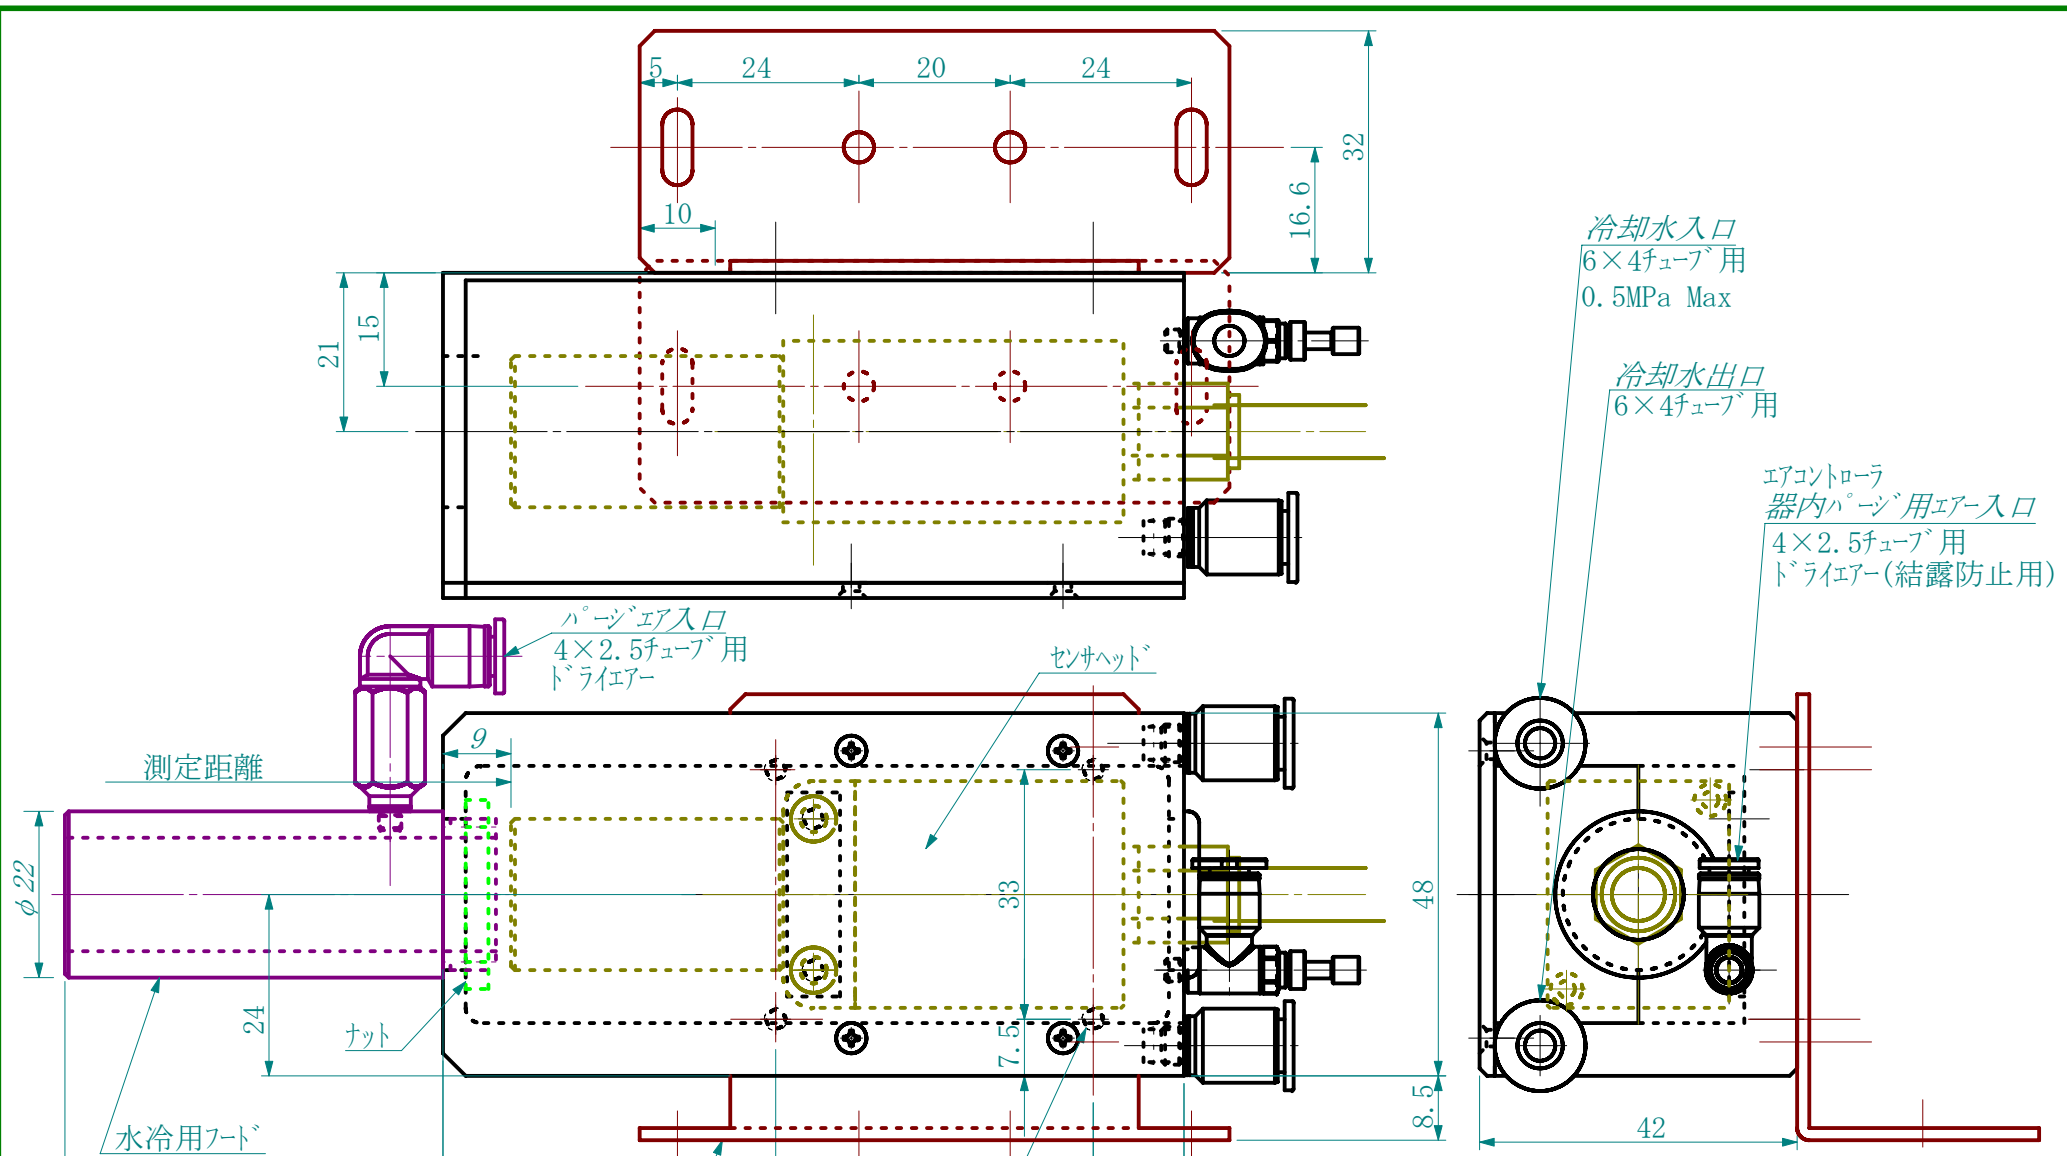 5
24
20
24
32
16.6
10
21
15
冷却水入口
6×4ﾁｭｰﾌﾞ用
0.5MPa Max
冷却水出口
6×4ﾁｭｰﾌﾞ用
ｴｱｺﾝﾄﾛｰﾗ
器内ﾊﾟｰｼﾞ用ｴｱｰ入口
4×2.5ﾁｭｰﾌﾞ用
ﾄﾞﾗｲｴｱｰ(結露防止用)
ﾊﾟｰｼﾞｴｱ入口
4×2.5ﾁｭｰﾌﾞ用
ﾄﾞﾗｲｴｱｰ
ｾﾝｻﾍｯﾄﾞ
9
測定距離
φ22
33
48
24
7.5
ﾅｯﾄ
8.5
42
水冷用ﾌｰﾄﾞ